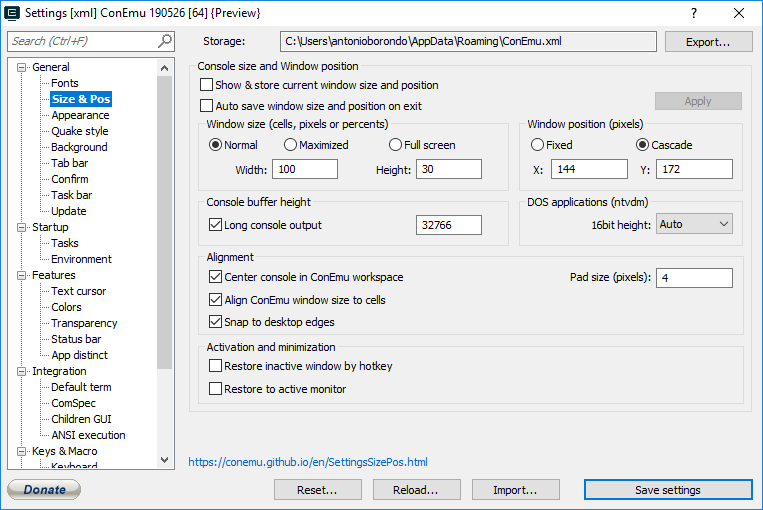 Settings [xml] ConEmu 190526 [64] {Preview}
Search (Ctrl+F)
Storage:
C:\Users\antonioborondo\AppData\Roaming\ConEmu.xml
Export...
General
Fonts
Size & Pos
Appearance
Quake style
Background
Tab bar
Confirm
Task bar
Update
Startup
Tasks
Environment
Features
Text cursor
Colors
Transparency
Status bar
App distinct
Integration
Default term
ComSpec
Children GUI
ANSI execution
Keys & Macro
Keyboard
Console size and Window position
Show & store current window size and position
Auto save window size and position on exit
Apply
Window size (cells, pixels or percents)
Normal
Maximized
Full screen
Width: 100
Height: 30
Window position (pixels)
Fixed
Cascade
X: 144
Y: 172
Console buffer height
Long console output
32766
DOS applications (ntvdm)
16bit height: Auto
Alignment
Center console in ConEmu workspace
Pad size (pixels): 4
Align ConEmu window size to cells
Snap to desktop edges
Activation and minimization
Restore inactive window by hotkey
Restore to active monitor
https://conemu.github.io/en/SettingsSizePos.html
Donate
Reset...
Reload...
Import...
Save settings